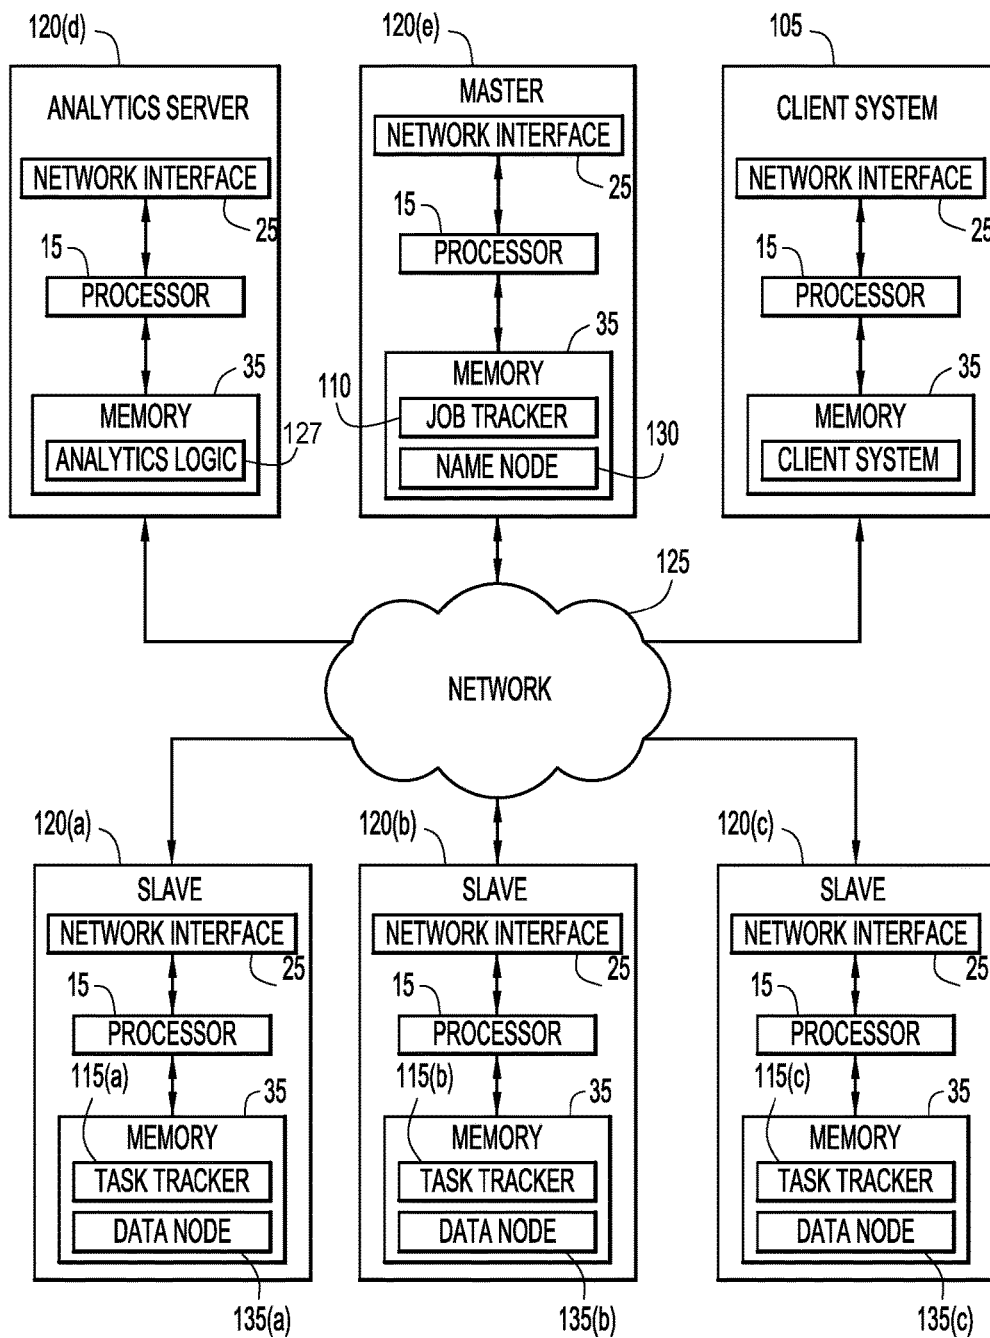 120(d)
ANALYTICS SERVER
NETWORK INTERFACE
25
15
PROCESSOR
35
MEMORY
ANALYTICS LOGIC
127
120(e)
MASTER
NETWORK INTERFACE
25
15
PROCESSOR
35
MEMORY
110
JOB TRACKER
NAME NODE
130
105
CLIENT SYSTEM
NETWORK INTERFACE
25
15
PROCESSOR
35
MEMORY
CLIENT SYSTEM
125
NETWORK
120(a)
SLAVE
NETWORK INTERFACE
25
15
PROCESSOR
115(a)
35
MEMORY
TASK TRACKER
DATA NODE
135(a)
120(b)
SLAVE
NETWORK INTERFACE
25
15
PROCESSOR
115(b)
35
MEMORY
TASK TRACKER
DATA NODE
135(b)
120(c)
SLAVE
NETWORK INTERFACE
25
15
PROCESSOR
115(c)
35
MEMORY
TASK TRACKER
DATA NODE
135(c)